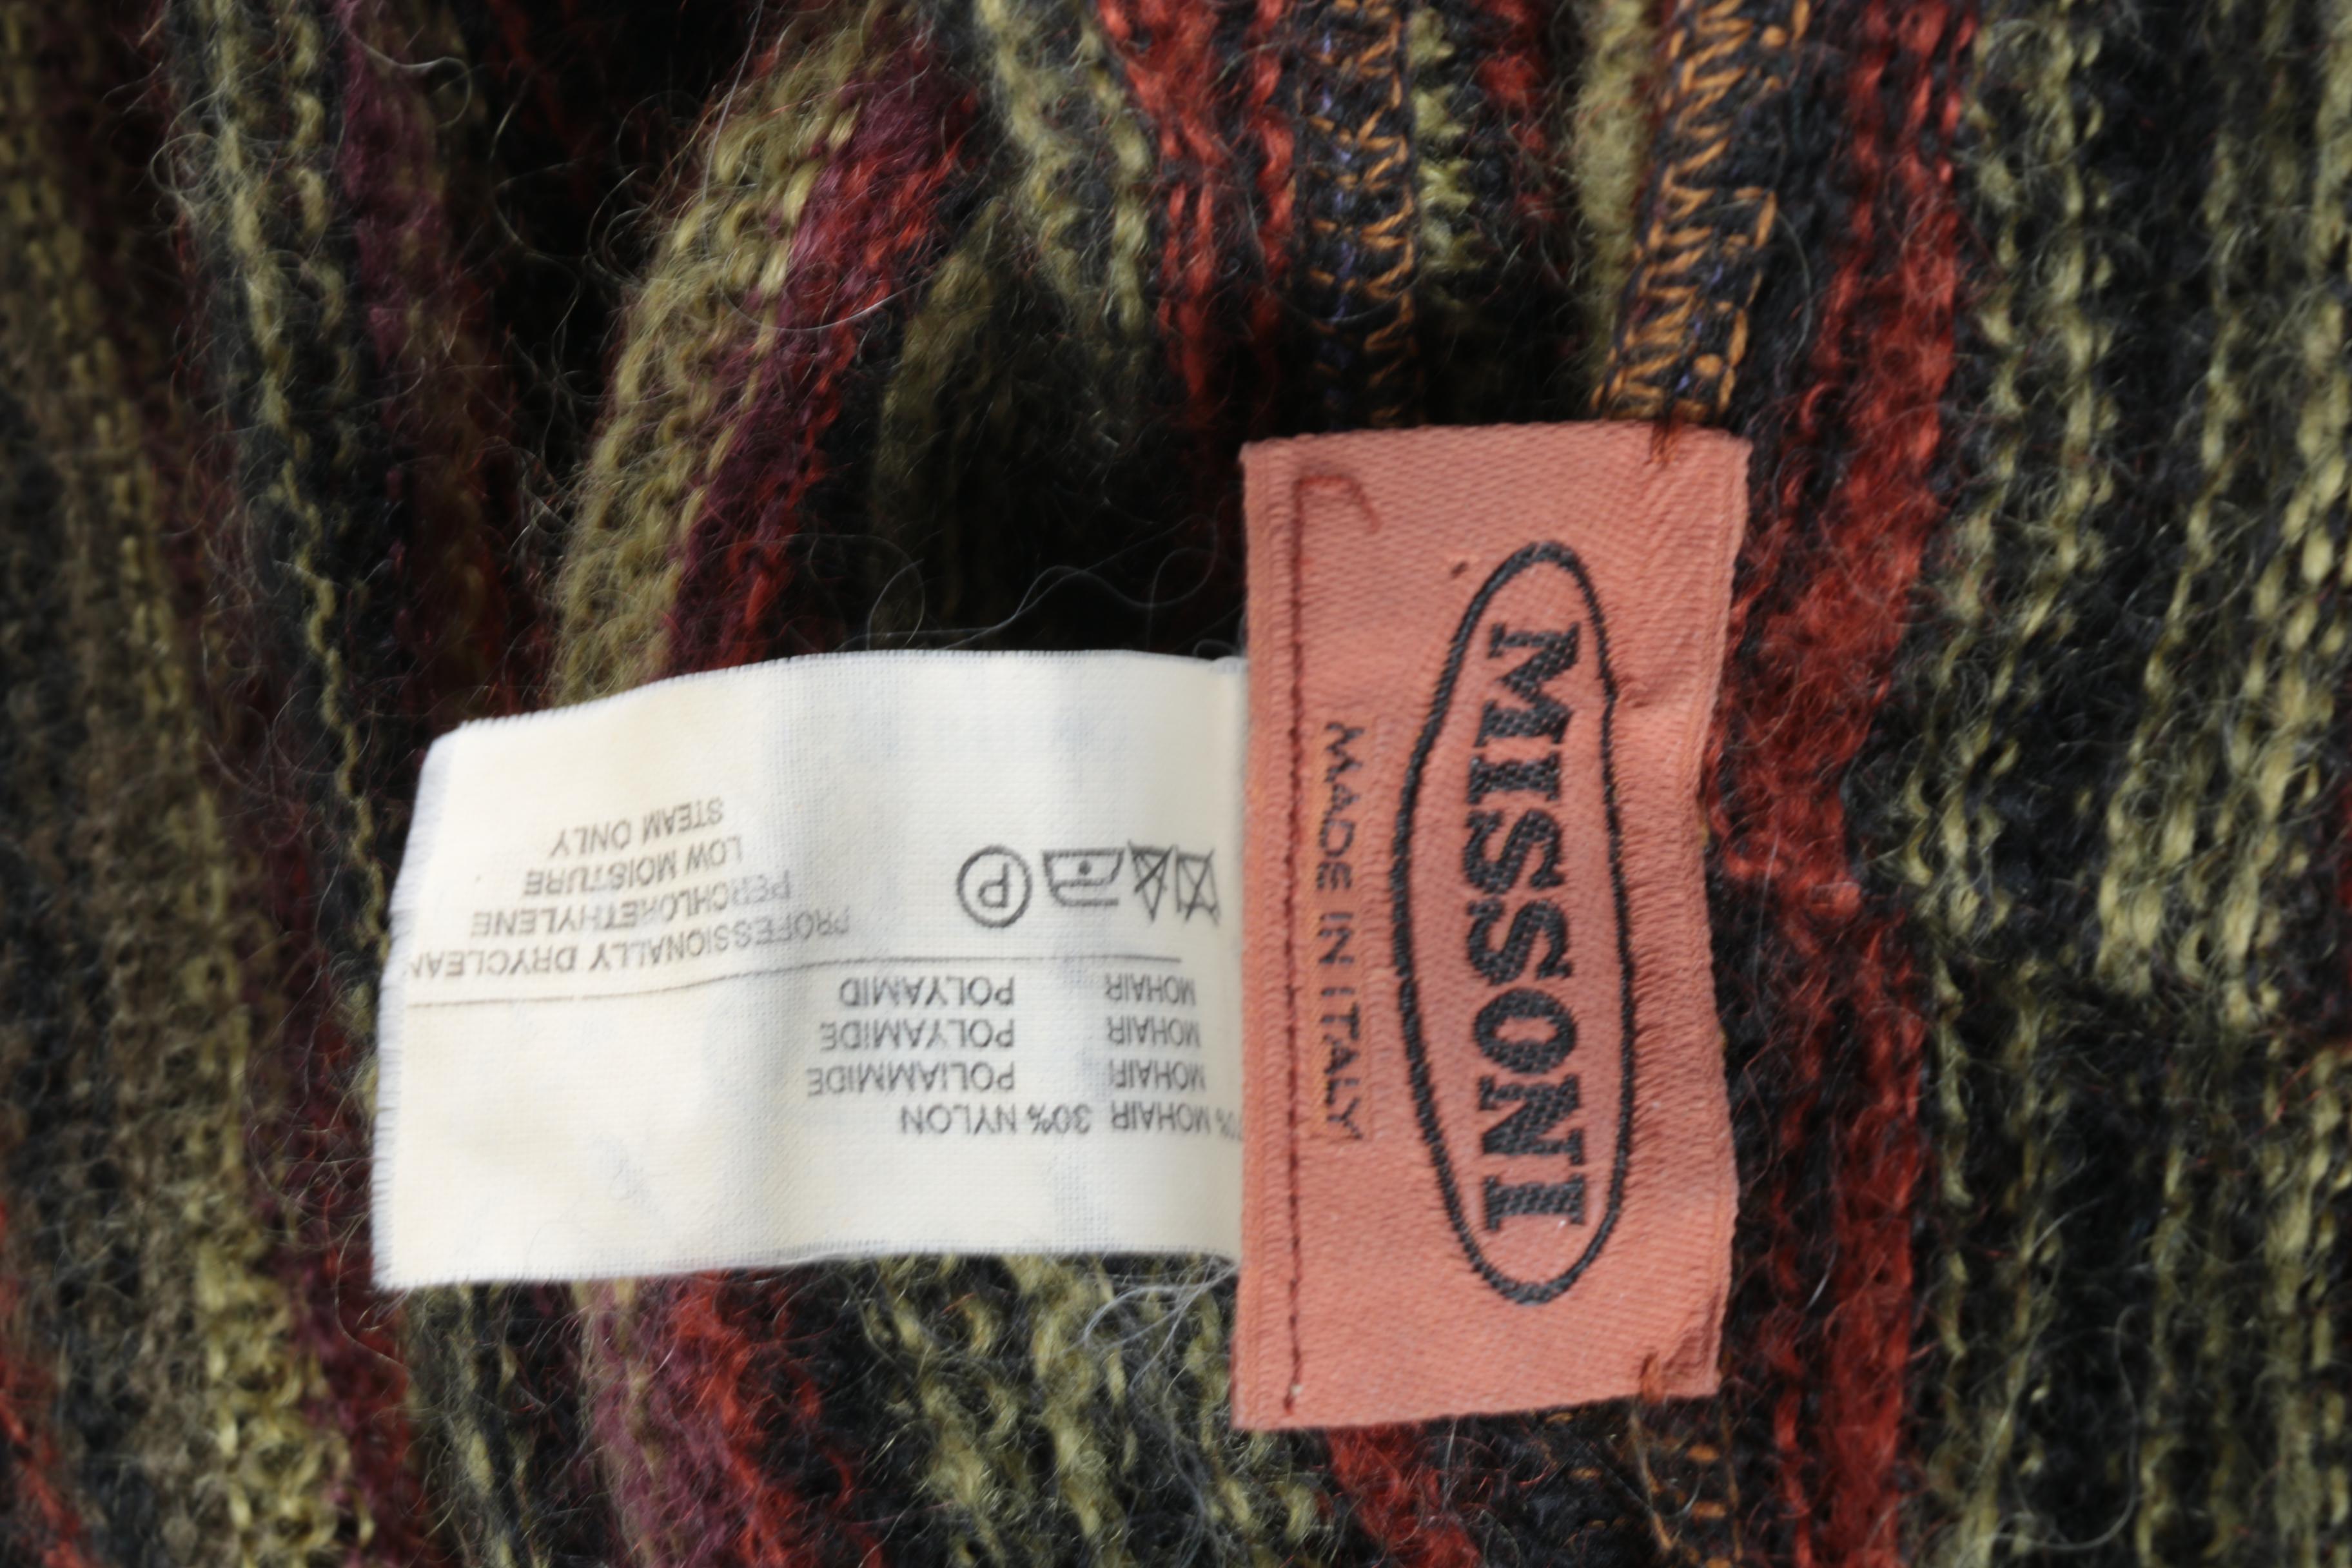 MISSONI
MADE IN ITALY
% MOHAIR 30% NYLON
MOHAIR POLIAMMIDE
MOHAIR POLYAMIDE
MOHAIR POLYAMID
P
PROFESSIONALLY DRYCLEAN
PERCHLORETHYLENE
LOW MOISTURE
STEAM ONLY